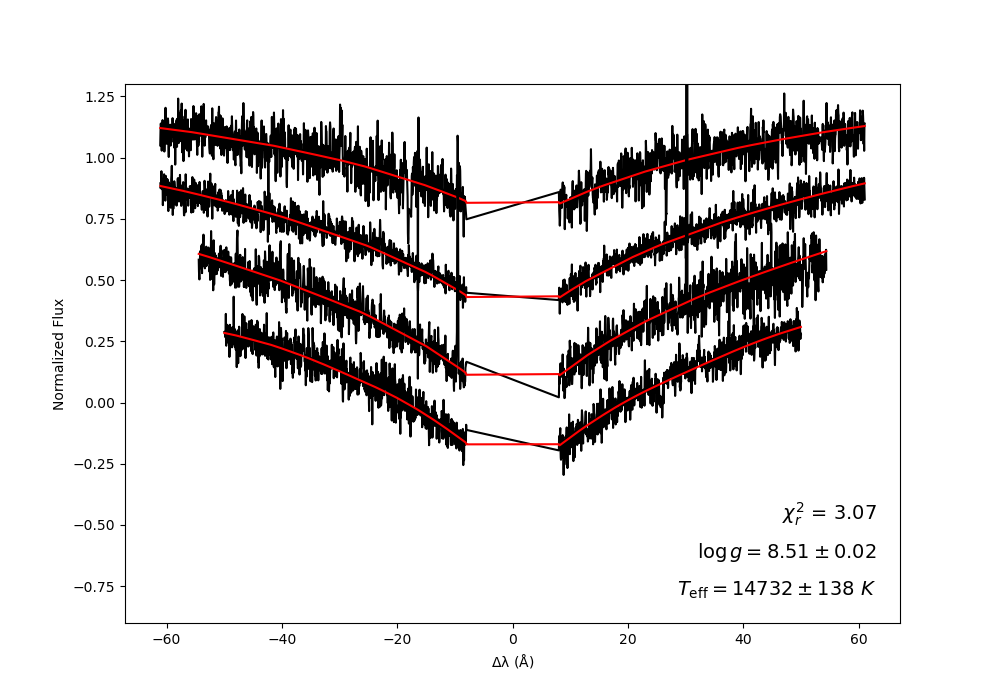 1.25
1.00
0.75
0.50
0.25
0.00
−0.25
−0.50
−0.75
Normalized Flux
χ²ᵣ = 3.07
log g = 8.51 ± 0.02
T_eff = 14732 ± 138 K
−60 −40 −20 0 20 40 60
Δλ (Å)